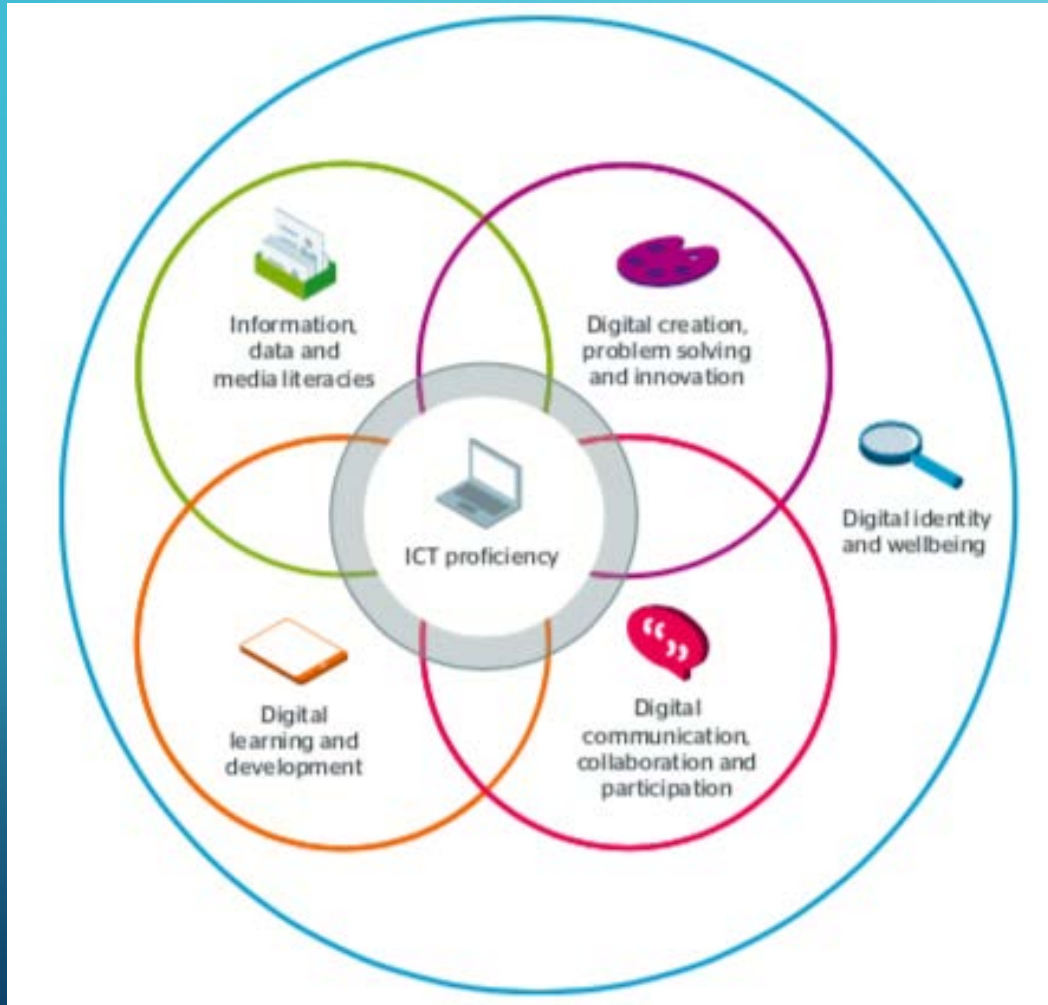 Information,
data and
media literacies
Digital creation,
problem solving
and innovation
Digital identity
and wellbeing
ICT proficiency
Digital
learning and
development
Digital
communication,
collaboration and
participation